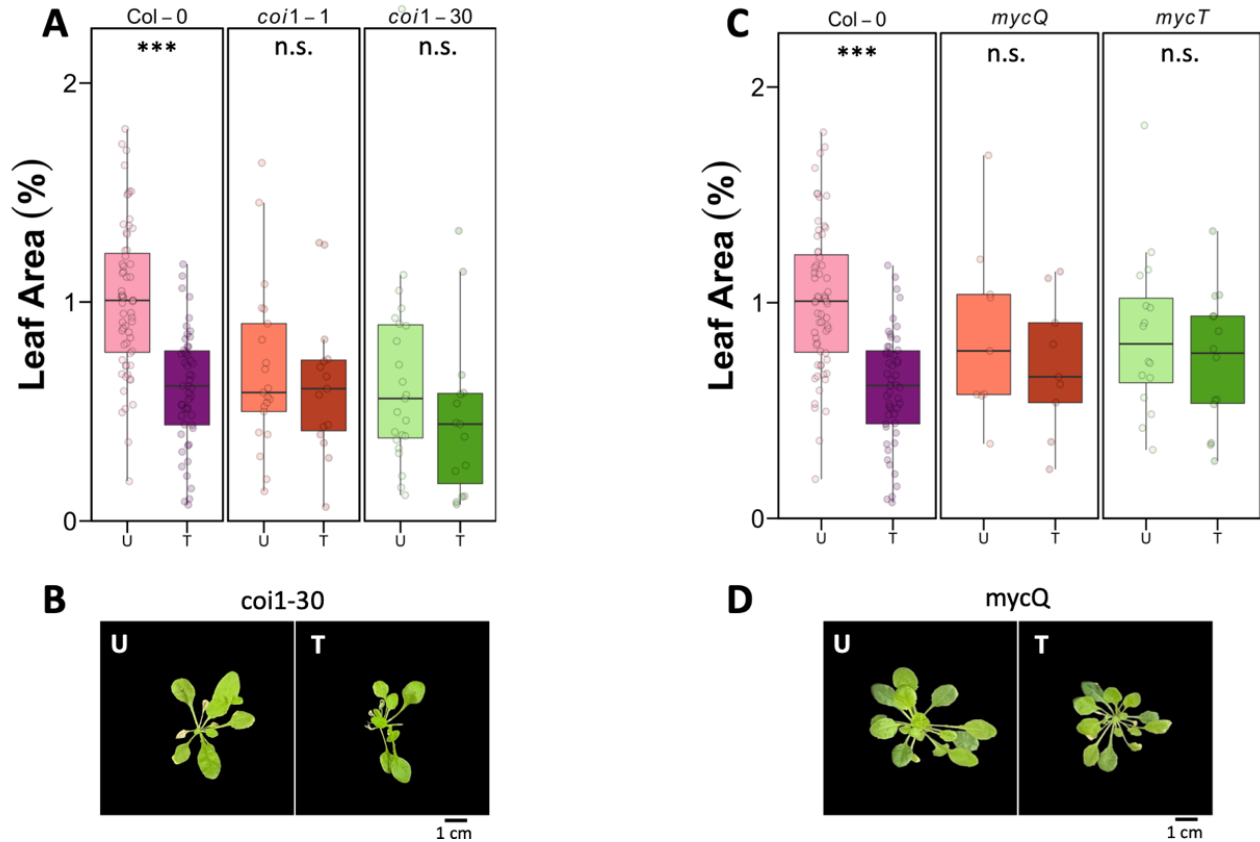 A
Col – 0
coi1 – 1
coi1 – 30
***
n.s.
n.s.
2
1
0
Leaf Area (%)
U
T
U
T
U
T
B
coi1-30
U
T
1 cm
C
Col – 0
mycQ
mycT
***
n.s.
n.s.
2
1
0
Leaf Area (%)
U
T
U
T
U
T
D
mycQ
U
T
1 cm